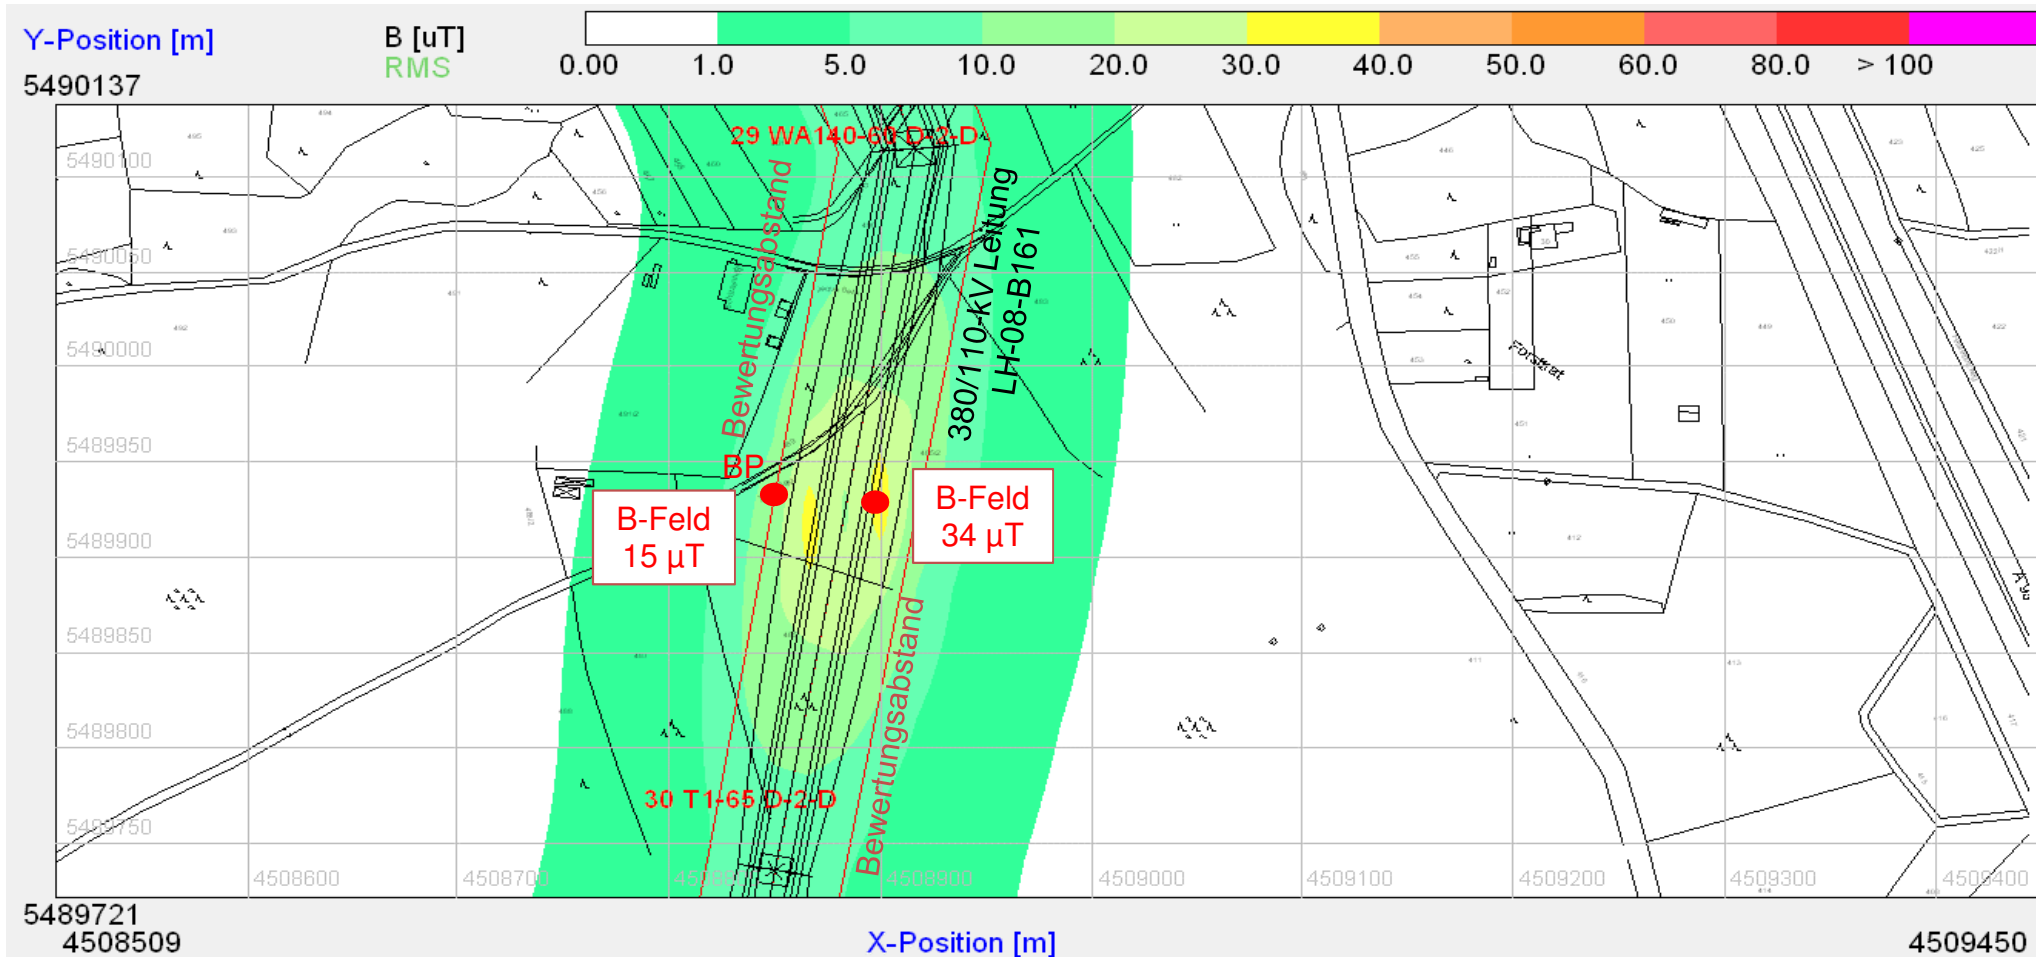 Y-Position [m]
B [uT]
RMS
0.00 1.0 5.0 10.0 20.0 30.0 40.0 50.0 60.0 80.0 > 100
5490137
29 WA140-60 D-2-D
5490100
Bewertungsabstand
380/110-kV Leitung
LH-08-B161
5490050
5490000
Forstrat
5489950
BP
B-Feld
15 µT
B-Feld
34 µT
5489900
5489850
Bewertungsabstand
5489800
30 T1-65 D-2-D
5489750
4508600 4508700 4508800 4508900 4509000 4509100 4509200 4509300 4509400
5489721
4508509
X-Position [m]
4509450